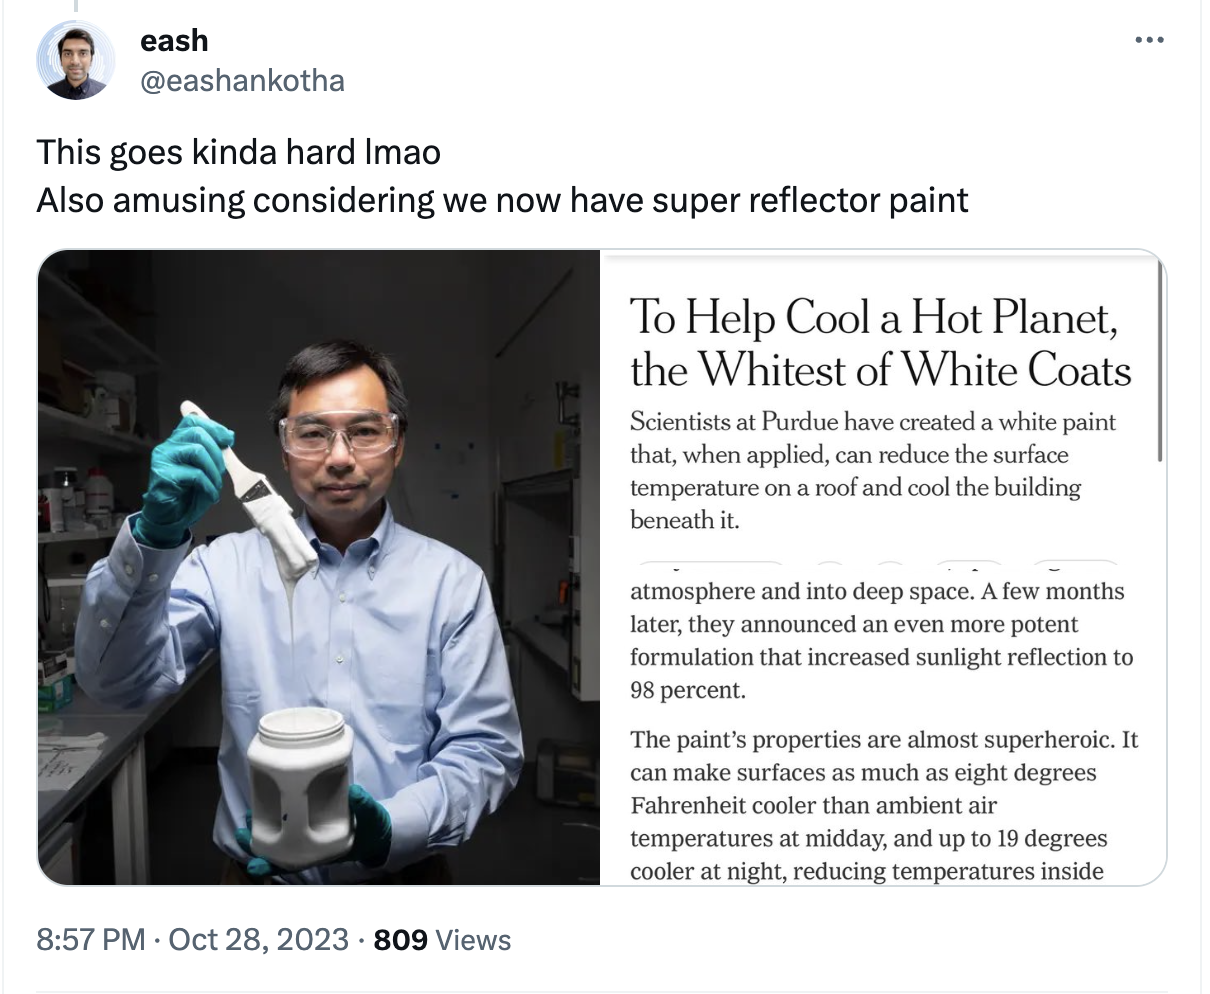 eash
@eashankotha
This goes kinda hard lmao
Also amusing considering we now have super reflector paint
To Help Cool a Hot Planet,
the Whitest of White Coats
Scientists at Purdue have created a white paint
that, when applied, can reduce the surface
temperature on a roof and cool the building
beneath it.
atmosphere and into deep space. A few months
later, they announced an even more potent
formulation that increased sunlight reflection to
98 percent.
The paint’s properties are almost superheroic. It
can make surfaces as much as eight degrees
Fahrenheit cooler than ambient air
temperatures at midday, and up to 19 degrees
cooler at night, reducing temperatures inside
8:57 PM · Oct 28, 2023 · 809 Views